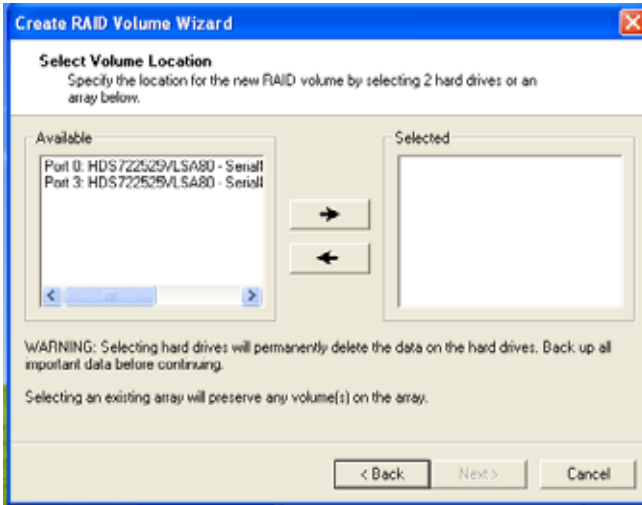 Create RAID Volume Wizard
Select Volume Location
Specify the location for the new RAID volume by selecting 2 hard drives or an
array below.
Available
Selected
Port 0: HDS722525VLSA80 - Serial
Port 3: HDS722525VLSA80 - Serial
WARNING: Selecting hard drives will permanently delete the data on the hard drives. Back up all
important data before continuing.
Selecting an existing array will preserve any volume(s) on the array.
< Back
Next >
Cancel